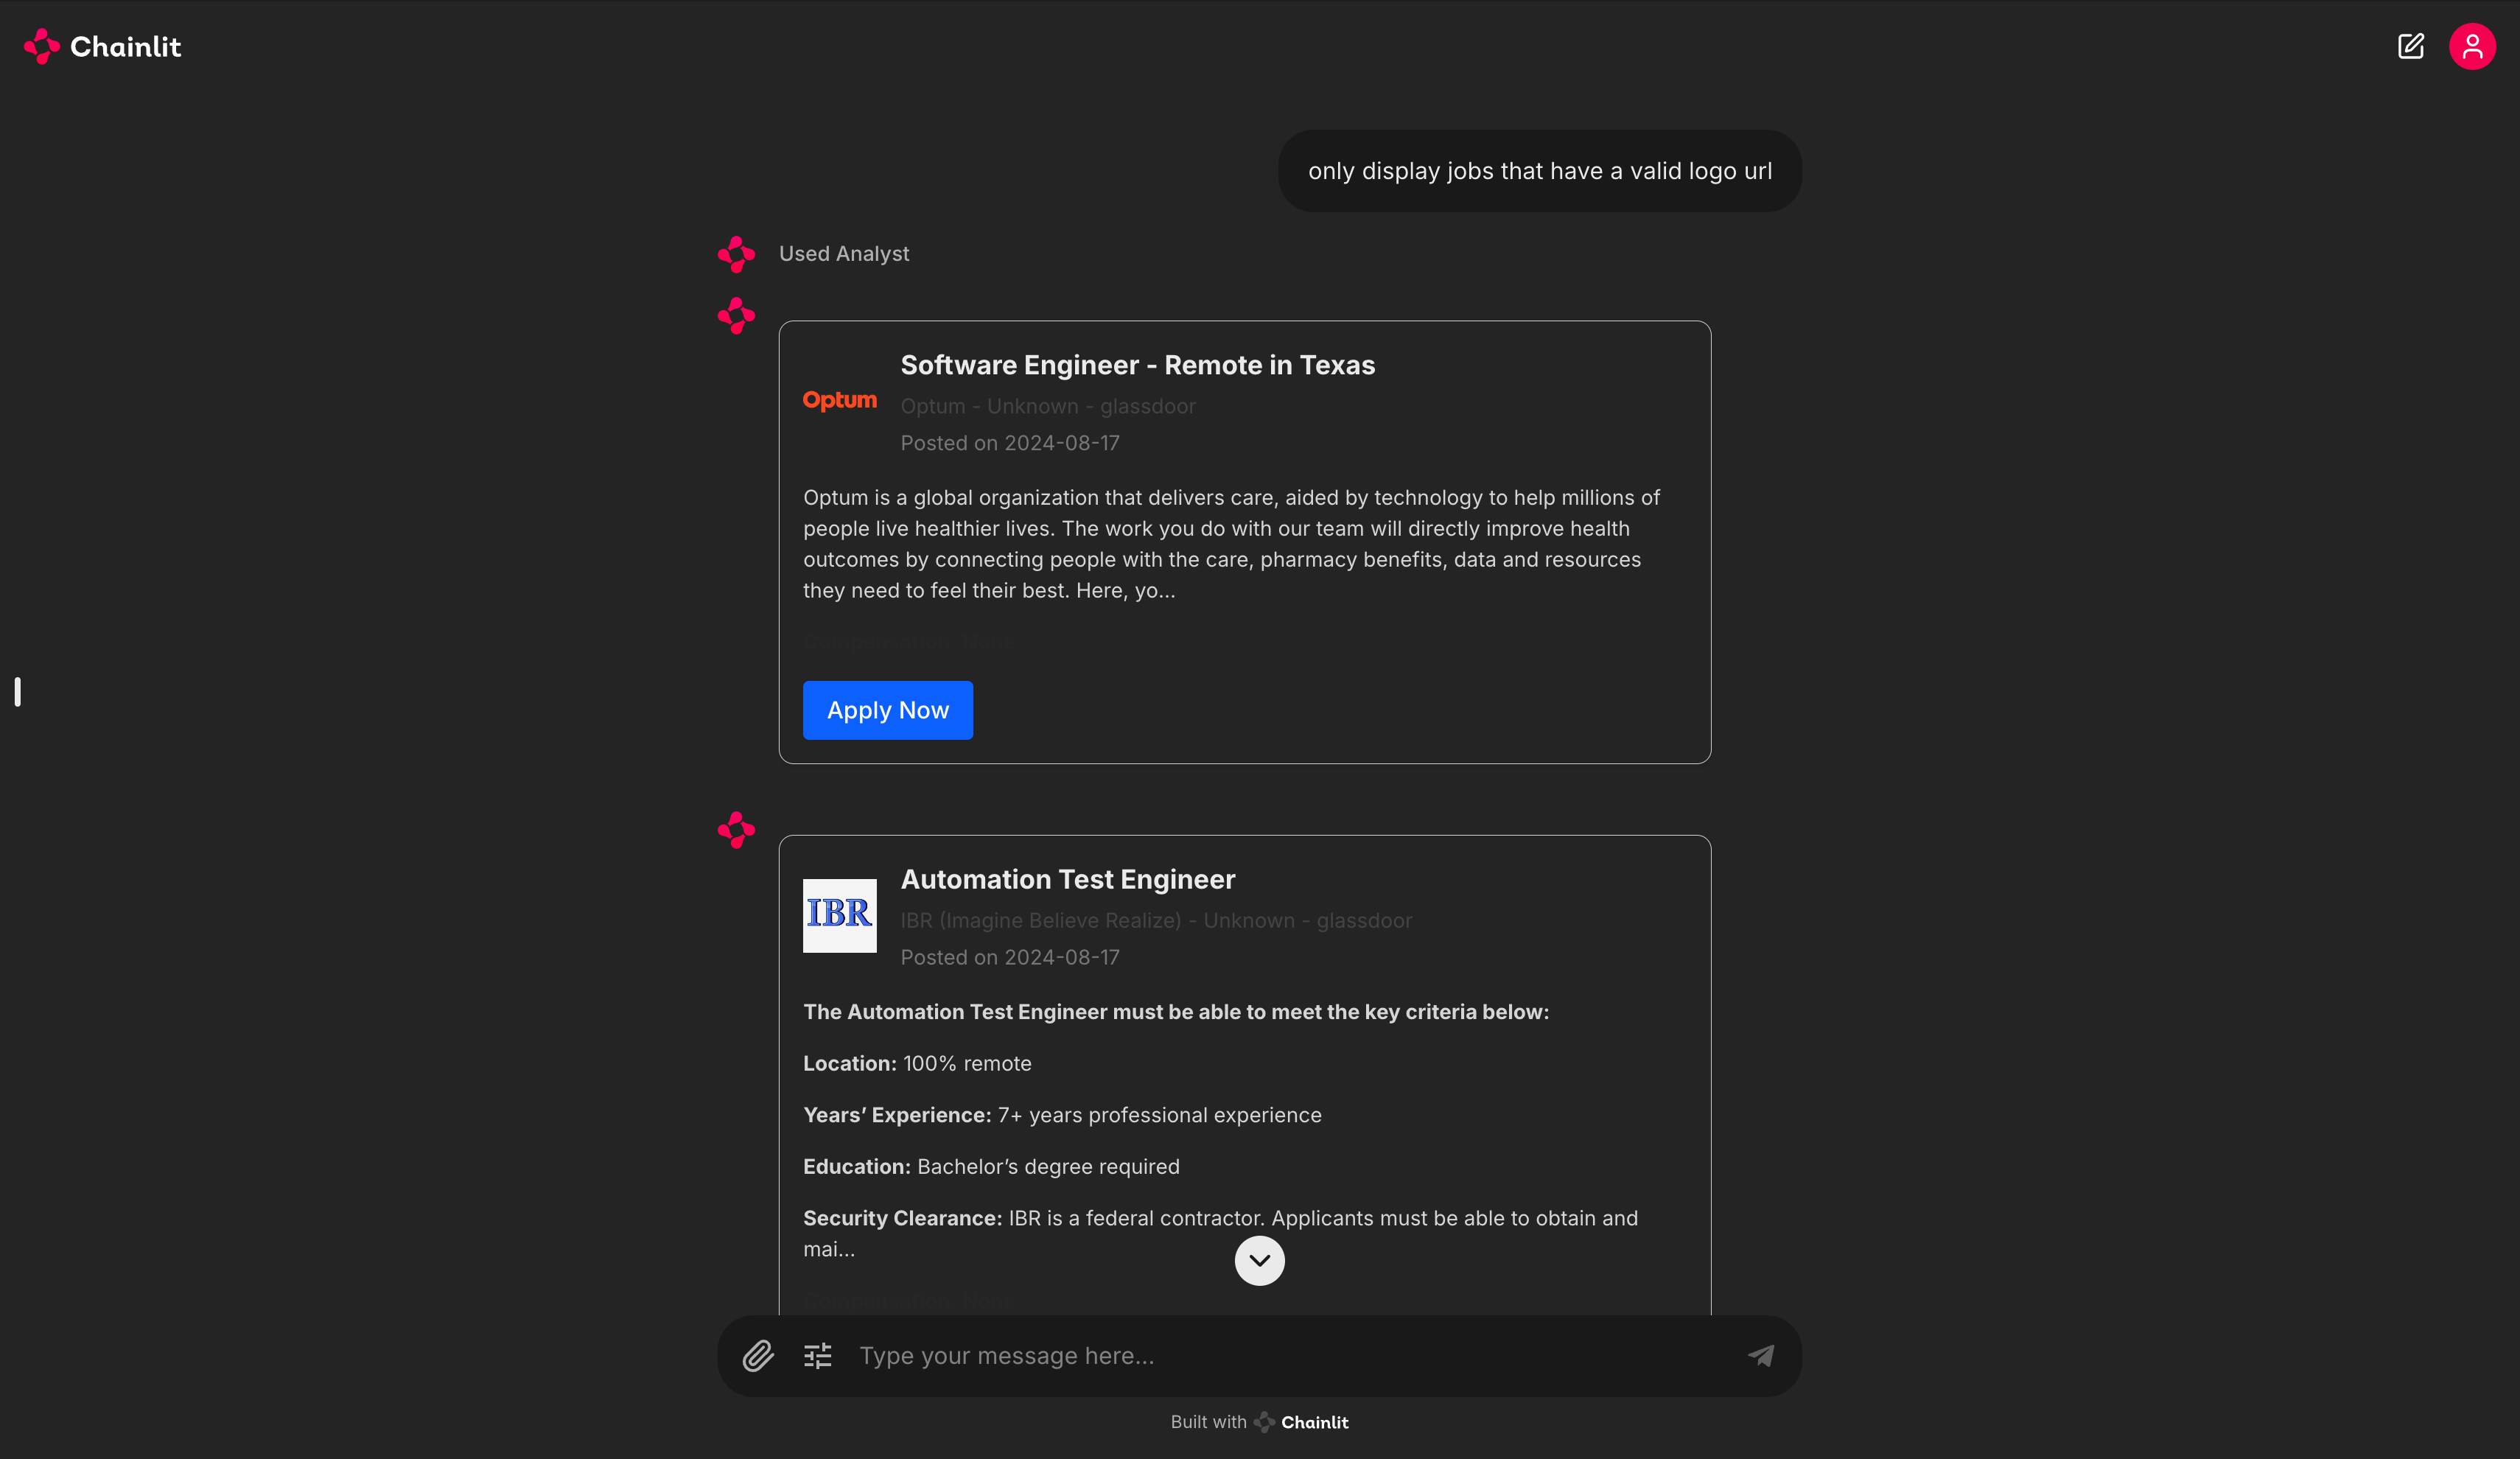 Chainlit
only display jobs that have a valid logo url
Used Analyst
Software Engineer - Remote in Texas
Optum
Optum - Unknown - glassdoor
Posted on 2024-08-17
Optum is a global organization that delivers care, aided by technology to help millions of
people live healthier lives. The work you do with our team will directly improve health
outcomes by connecting people with the care, pharmacy benefits, data and resources
they need to feel their best. Here, yo...
Compensation: None
Apply Now
Automation Test Engineer
IBR
IBR (Imagine Believe Realize) - Unknown - glassdoor
Posted on 2024-08-17
The Automation Test Engineer must be able to meet the key criteria below:
Location: 100% remote
Years’ Experience: 7+ years professional experience
Education: Bachelor’s degree required
Security Clearance: IBR is a federal contractor. Applicants must be able to obtain and
mai...
Compensation: None
Type your message here...
Built with Chainlit